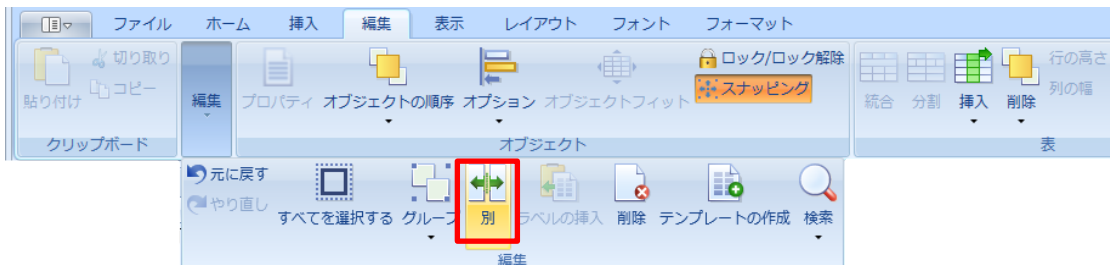 ファイル ホーム 挿入 編集 表示 レイアウト フォント フォーマット
切り取り
コピー
貼り付け
クリップボード
編集
プロパティ オブジェクトの順序 オプション オブジェクトフィット
ロック/ロック解除
スナッピング
オブジェクト
統合 分割 挿入 削除
行の高さ
列の幅
表
元に戻す
やり直し
すべてを選択する グループ 別 ラベルの挿入 削除 テンプレートの作成 検索
編集